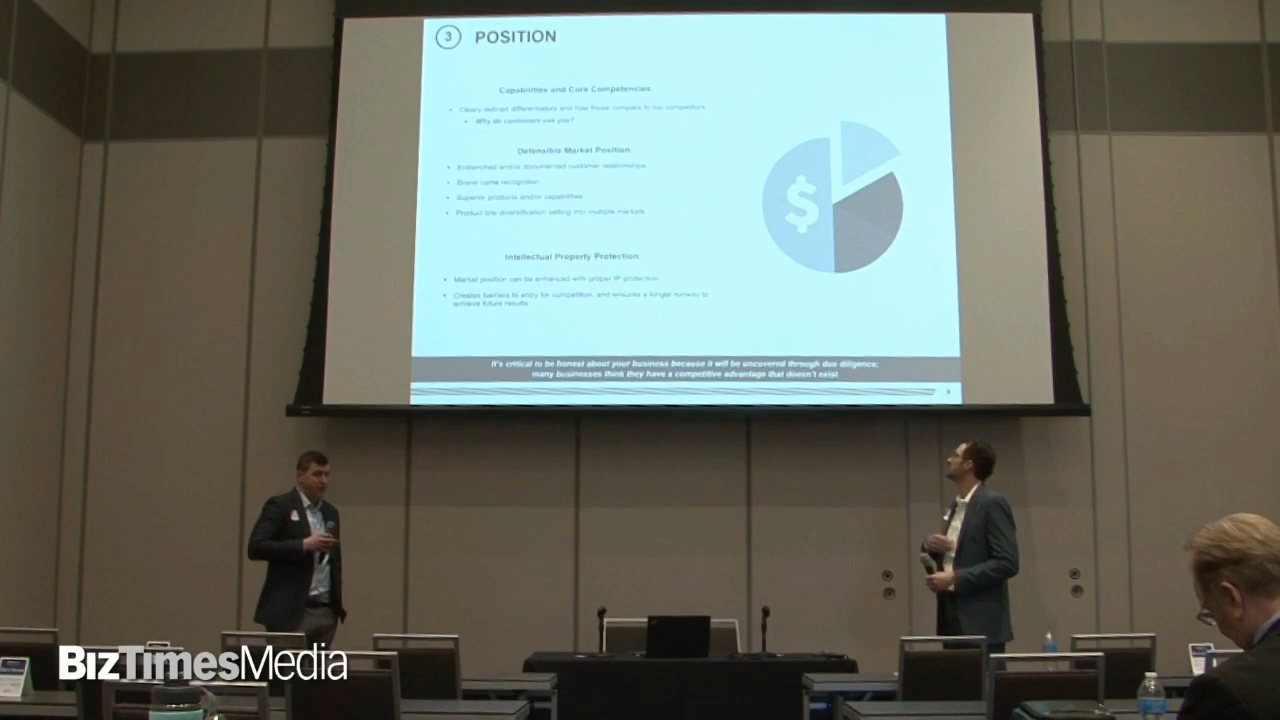 3 POSITION
Capabilities and Core Competencies
• Clearly defined differentiators and how those compare to top competitors
• Why do customers use you?
Defensible Market Position:
• Entrenched and/or documented customer relationships
• Brand name recognition
• Superior products and/or capabilities
• Product line diversification selling into multiple markets
Intellectual Property Protection:
• Market position can be enhanced with proper IP protection
• Creates barriers to entry for competition, and ensures a longer runway to
achieve future results
It's critical to be honest about your business because it will be uncovered through due diligence;
many businesses think they have a competitive advantage that doesn't exist
$
BizTimesMedia